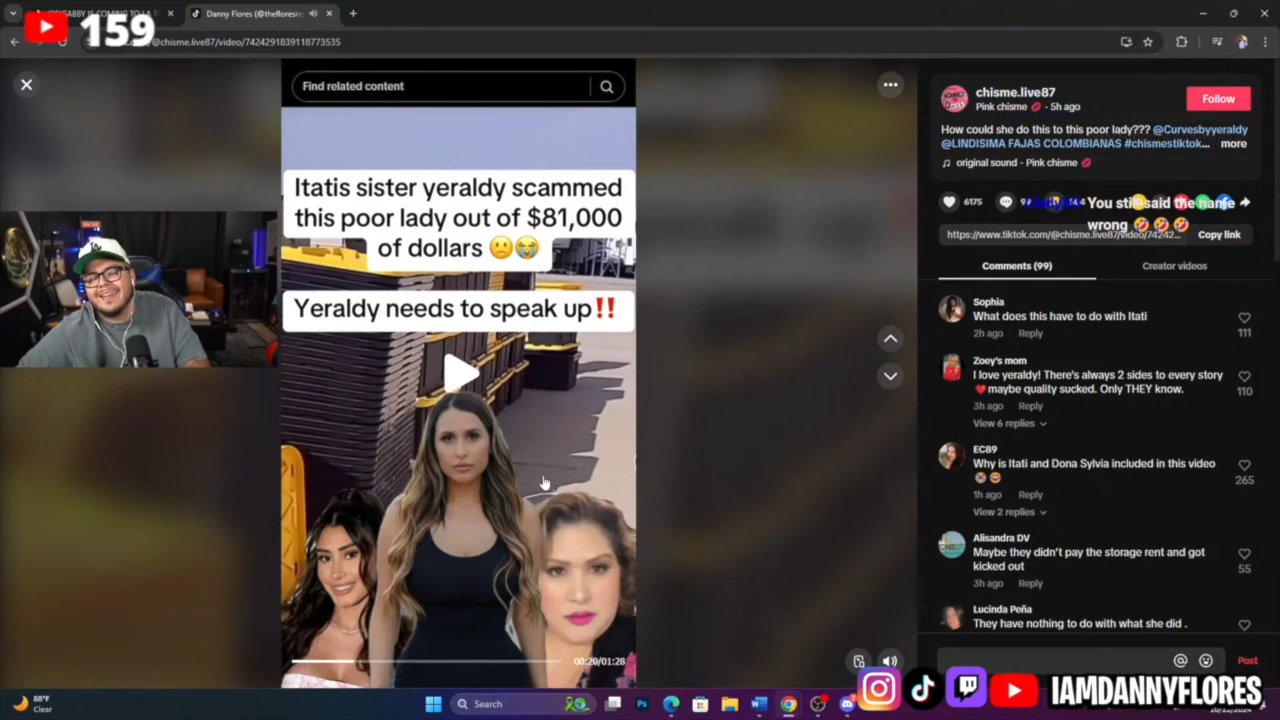 GABBY IS COMING TO LA T
Danny Flores (@thefloresre
159
@chisme.live87/video/7424291839118773535
Find related content
Itatis sister yeraldy scammed
this poor lady out of $81,000
of dollars 🙁😭
Yeraldy needs to speak up‼️
00:20/01:28
chisme.live87
Pink chisme 💋 · 5h ago
Follow
How could she do this to this poor lady??? @Curvesbyyeraldy
@LINDISIMA FAJAS COLOMBIANAS #chismestiktok... more
♫ original sound - Pink chisme 💋
6175
You still said the name
wrong 🤣🤣🤣
https://www.tiktok.com/@chisme.live87/video/74242...
Copy link
Comments (99)
Creator videos
Sophia
What does this have to do with Itati
2h ago Reply
111
Zoey's mom
I love yeraldy! There's always 2 sides to every story
❤️maybe quality sucked. Only THEY know.
110
3h ago Reply
View 6 replies
EC89
Why is Itati and Dona Sylvia included in this video
265
1h ago Reply
View 2 replies
Alisandra DV
Maybe they didn't pay the storage rent and got
kicked out
55
3h ago Reply
Lucinda Peña
They have nothing to do with what she did .
@
Post
IAMDANNYFLORES
88°F
Clear
Search